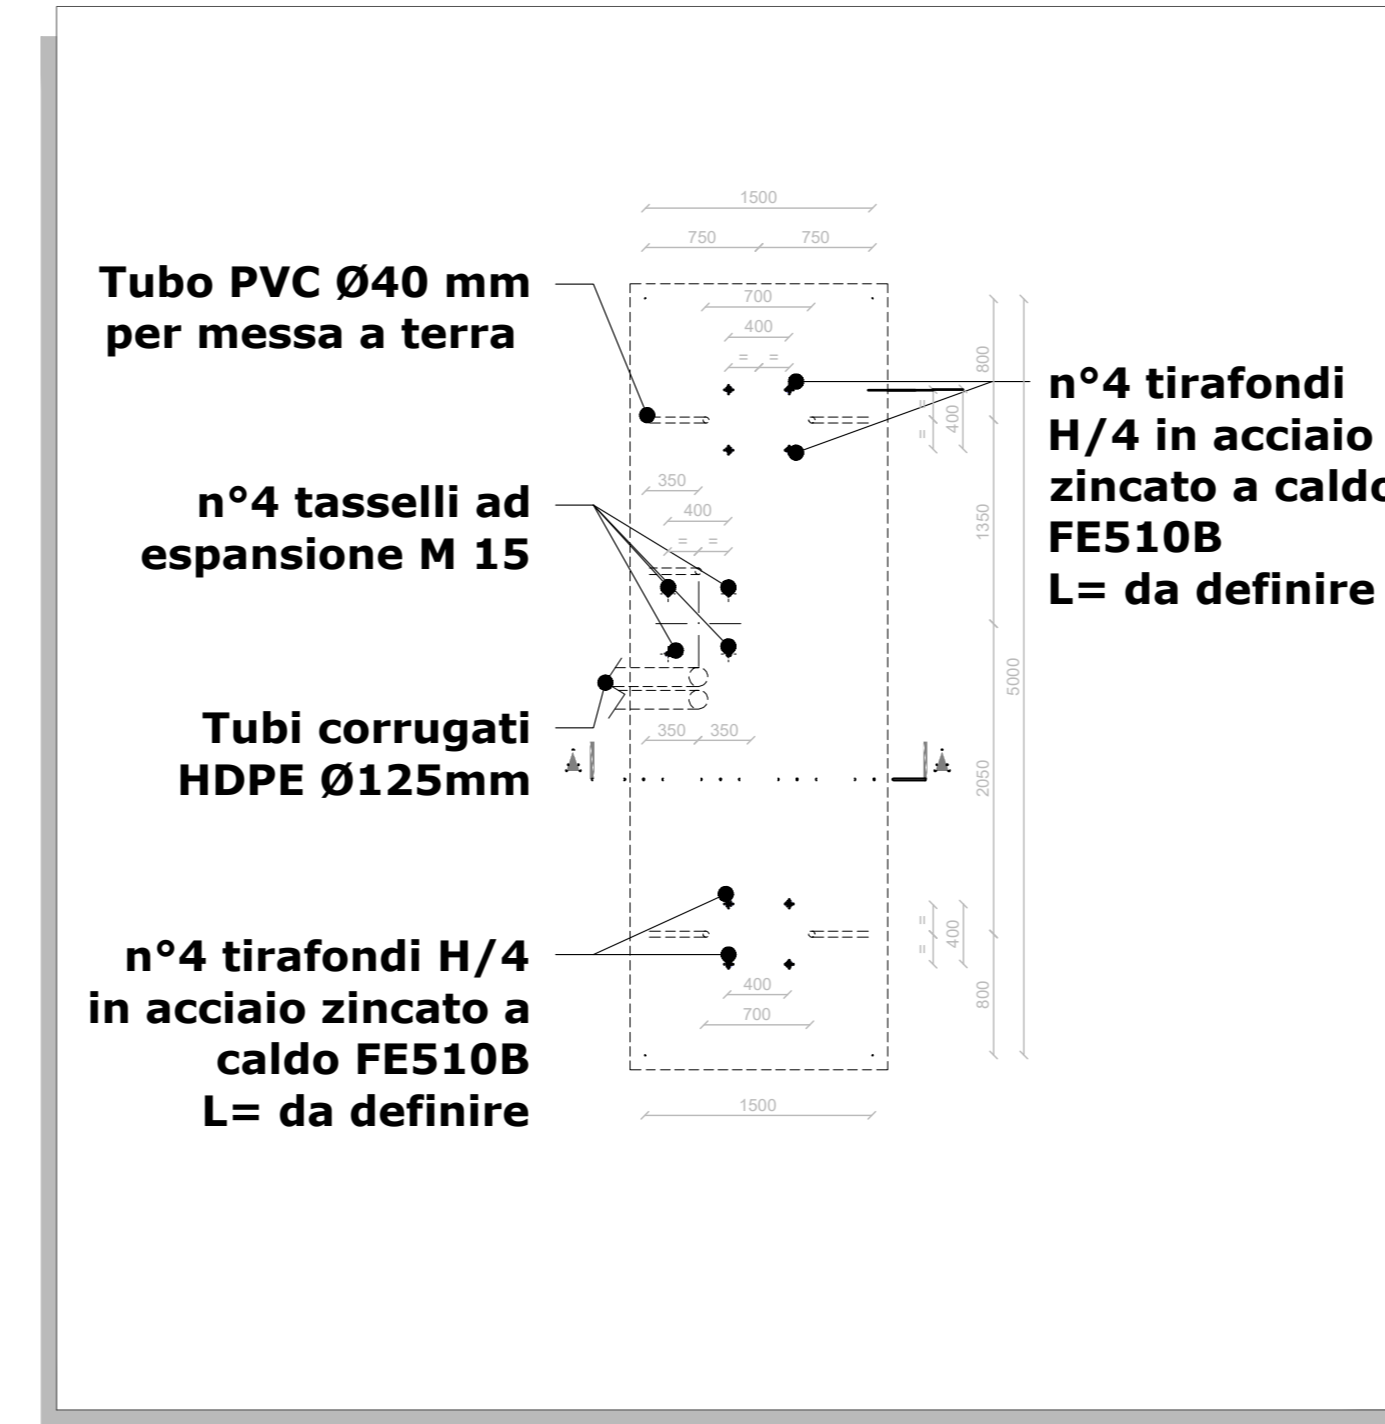 1500
750 750
Tubo PVC Ø40 mm
per messa a terra
700
400
= =
800
=
=
400
n°4 tirafondi
H/4 in acciaio
zincato a caldo
FE510B
L= da definire
n°4 tasselli ad
espansione M 15
350
400
= =
1350
5000
Tubi corrugati
HDPE Ø125mm
350 350
A A
2050
n°4 tirafondi H/4
in acciaio zincato a
caldo FE510B
L= da definire
=
=
400
400
700
800
1500